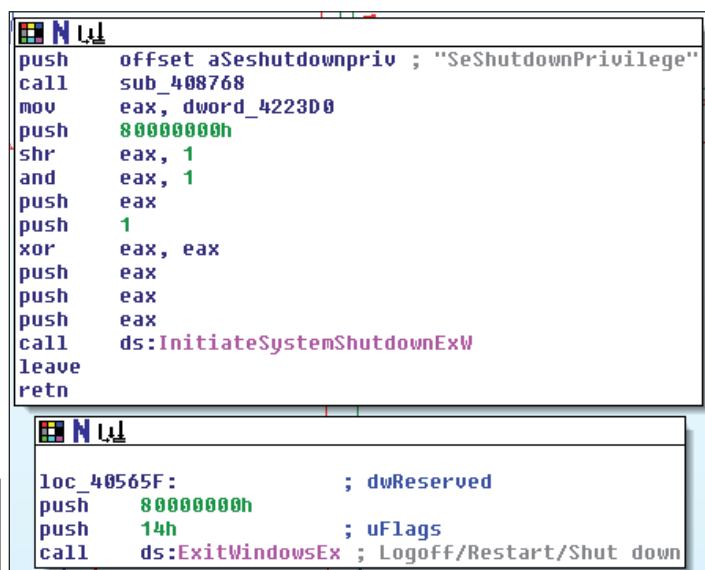 N
push offset aSeshutdownpriv ; "SeShutdownPrivilege"
call sub_408768
mov eax, dword_4223D0
push 80000000h
shr eax, 1
and eax, 1
push eax
push 1
xor eax, eax
push eax
push eax
push eax
call ds:InitiateSystemShutdownExW
leave
retn
N
loc_40565F: ; dwReserved
push 80000000h
push 14h ; uFlags
call ds:ExitWindowsEx ; Logoff/Restart/Shut down